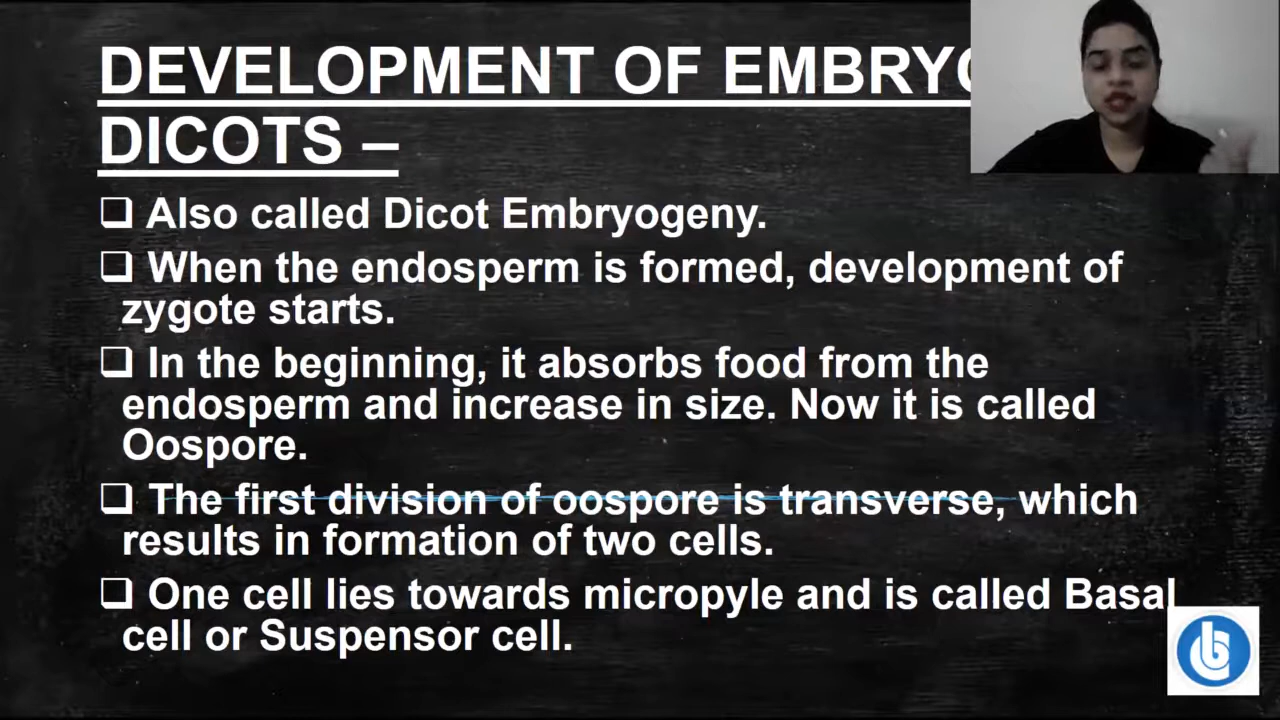 DEVELOPMENT OF EMBRYO
DICOTS –
❑ Also called Dicot Embryogeny.
❑ When the endosperm is formed, development of
zygote starts.
❑ In the beginning, it absorbs food from the
endosperm and increase in size. Now it is called
Oospore.
❑ The first division of oospore is transverse, which
results in formation of two cells.
❑ One cell lies towards micropyle and is called Basal
cell or Suspensor cell.